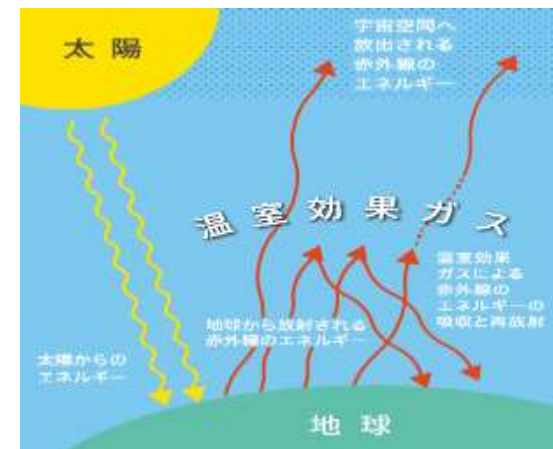 太陽
宇宙空間へ
放出される
赤外線の
エネルギー
温室効果ガス
温室効果
ガスによる
赤外線の
エネルギーの
吸収と再放射
地球から放射される
赤外線のエネルギー
太陽からの
エネルギー
地球